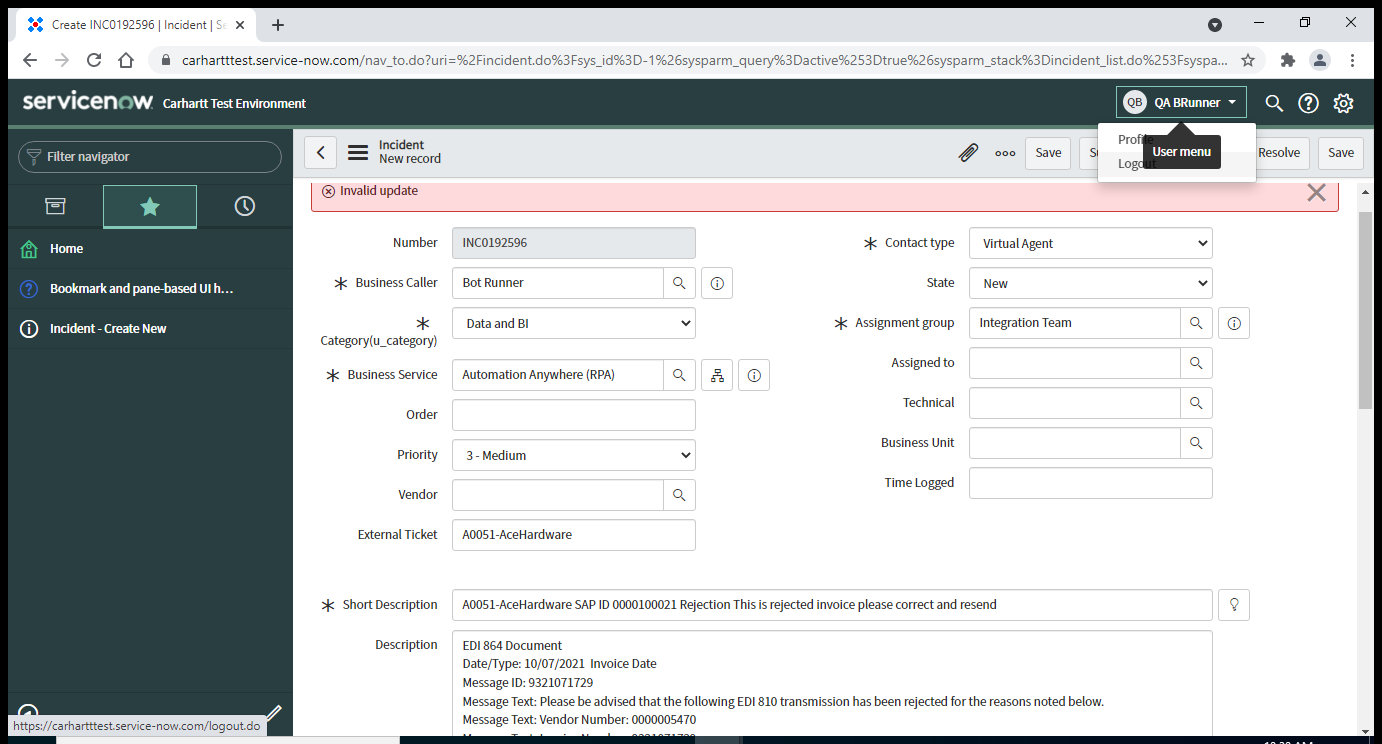 Create INC0192596 | Incident | Se
carhartttest.service-now.com/nav_to.do?uri=%2Fincident.do%3Fsys_id%3D-1%26sysparm_query%3Dactive%253Dtrue%26sysparm_stack%3Dincident_list.do%253Fsyspa...
servicenow. Carhartt Test Environment
QB QA BRunner
Filter navigator
Home
Bookmark and pane-based UI h...
Incident - Create New
Incident
New record
Save
Resolve
Save
Profile
Logout
User menu
Invalid update
Number INC0192596
Contact type Virtual Agent
Business Caller Bot Runner
State New
Category(u_category) Data and BI
Assignment group Integration Team
Assigned to
Business Service Automation Anywhere (RPA)
Technical
Order
Business Unit
Priority 3 - Medium
Time Logged
Vendor
External Ticket A0051-AceHardware
Short Description A0051-AceHardware SAP ID 0000100021 Rejection This is rejected invoice please correct and resend
Description
EDI 864 Document
Date/Type: 10/07/2021 Invoice Date
Message ID: 9321071729
Message Text: Please be advised that the following EDI 810 transmission has been rejected for the reasons noted below.
Message Text: Vendor Number: 0000005470
https://carhartttest.service-now.com/logout.do